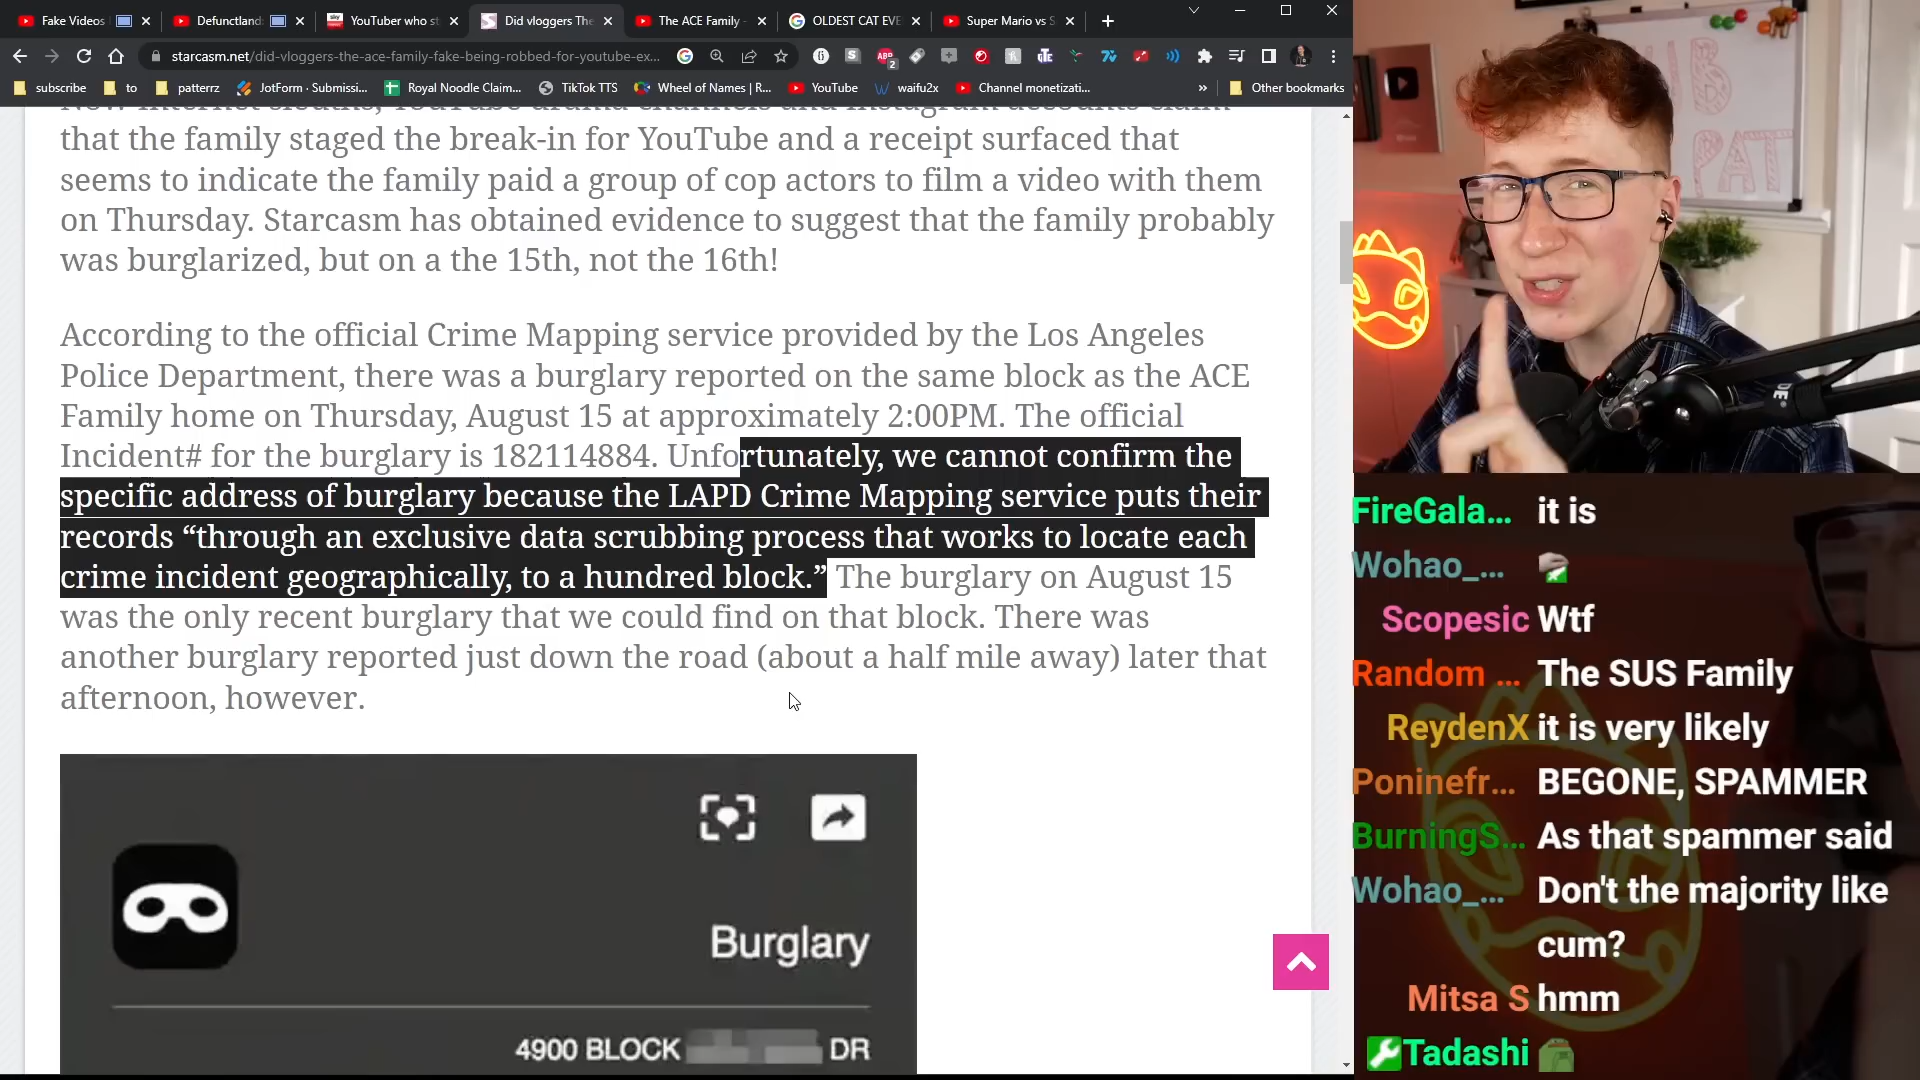 Fake Videos
Defunctland
YouTuber who st
Did vloggers The
The ACE Family -
OLDEST CAT EVE
Super Mario vs S
starcasm.net/did-vloggers-the-ace-family-fake-being-robbed-for-youtube-ex...
subscribe
to
patterrz
JotForm · Submissi...
Royal Noodle Claim...
TikTok TTS
Wheel of Names | R...
YouTube
waifu2x
Channel monetizati...
Other bookmarks
that the family staged the break-in for YouTube and a receipt surfaced that
seems to indicate the family paid a group of cop actors to film a video with them
on Thursday. Starcasm has obtained evidence to suggest that the family probably
was burglarized, but on a the 15th, not the 16th!
According to the official Crime Mapping service provided by the Los Angeles
Police Department, there was a burglary reported on the same block as the ACE
Family home on Thursday, August 15 at approximately 2:00PM. The official
Incident# for the burglary is 182114884. Unfortunately, we cannot confirm the
specific address of burglary because the LAPD Crime Mapping service puts their
records “through an exclusive data scrubbing process that works to locate each
crime incident geographically, to a hundred block.” The burglary on August 15
was the only recent burglary that we could find on that block. There was
another burglary reported just down the road (about a half mile away) later that
afternoon, however.
Burglary
4900 BLOCK DR
PAT
FireGala... it is
Wohao_...
Scopesic Wtf
Random ... The SUS Family
ReydenX it is very likely
Poninefr... BEGONE, SPAMMER
BurningS... As that spammer said
Wohao_... Don't the majority like
cum?
Mitsa S hmm
Tadashi